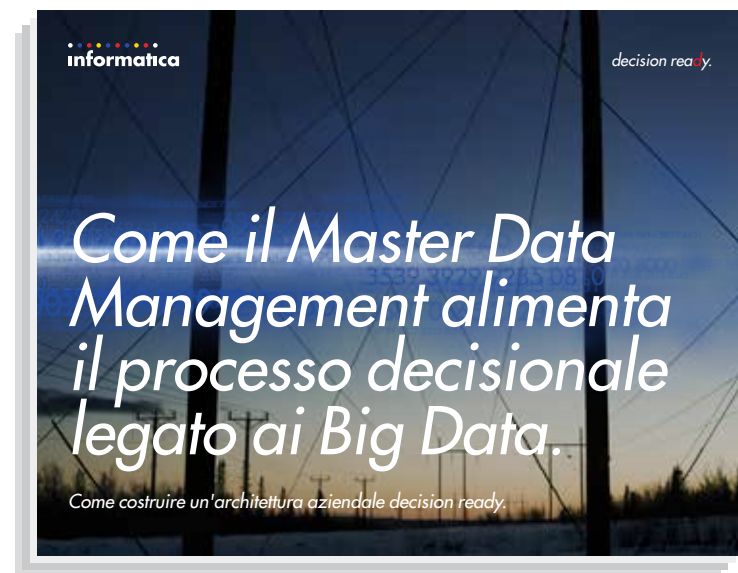 informatica
decision ready.
Come il Master Data
Management alimenta
il processo decisionale
legato ai Big Data.
Come costruire un'architettura aziendale decision ready.